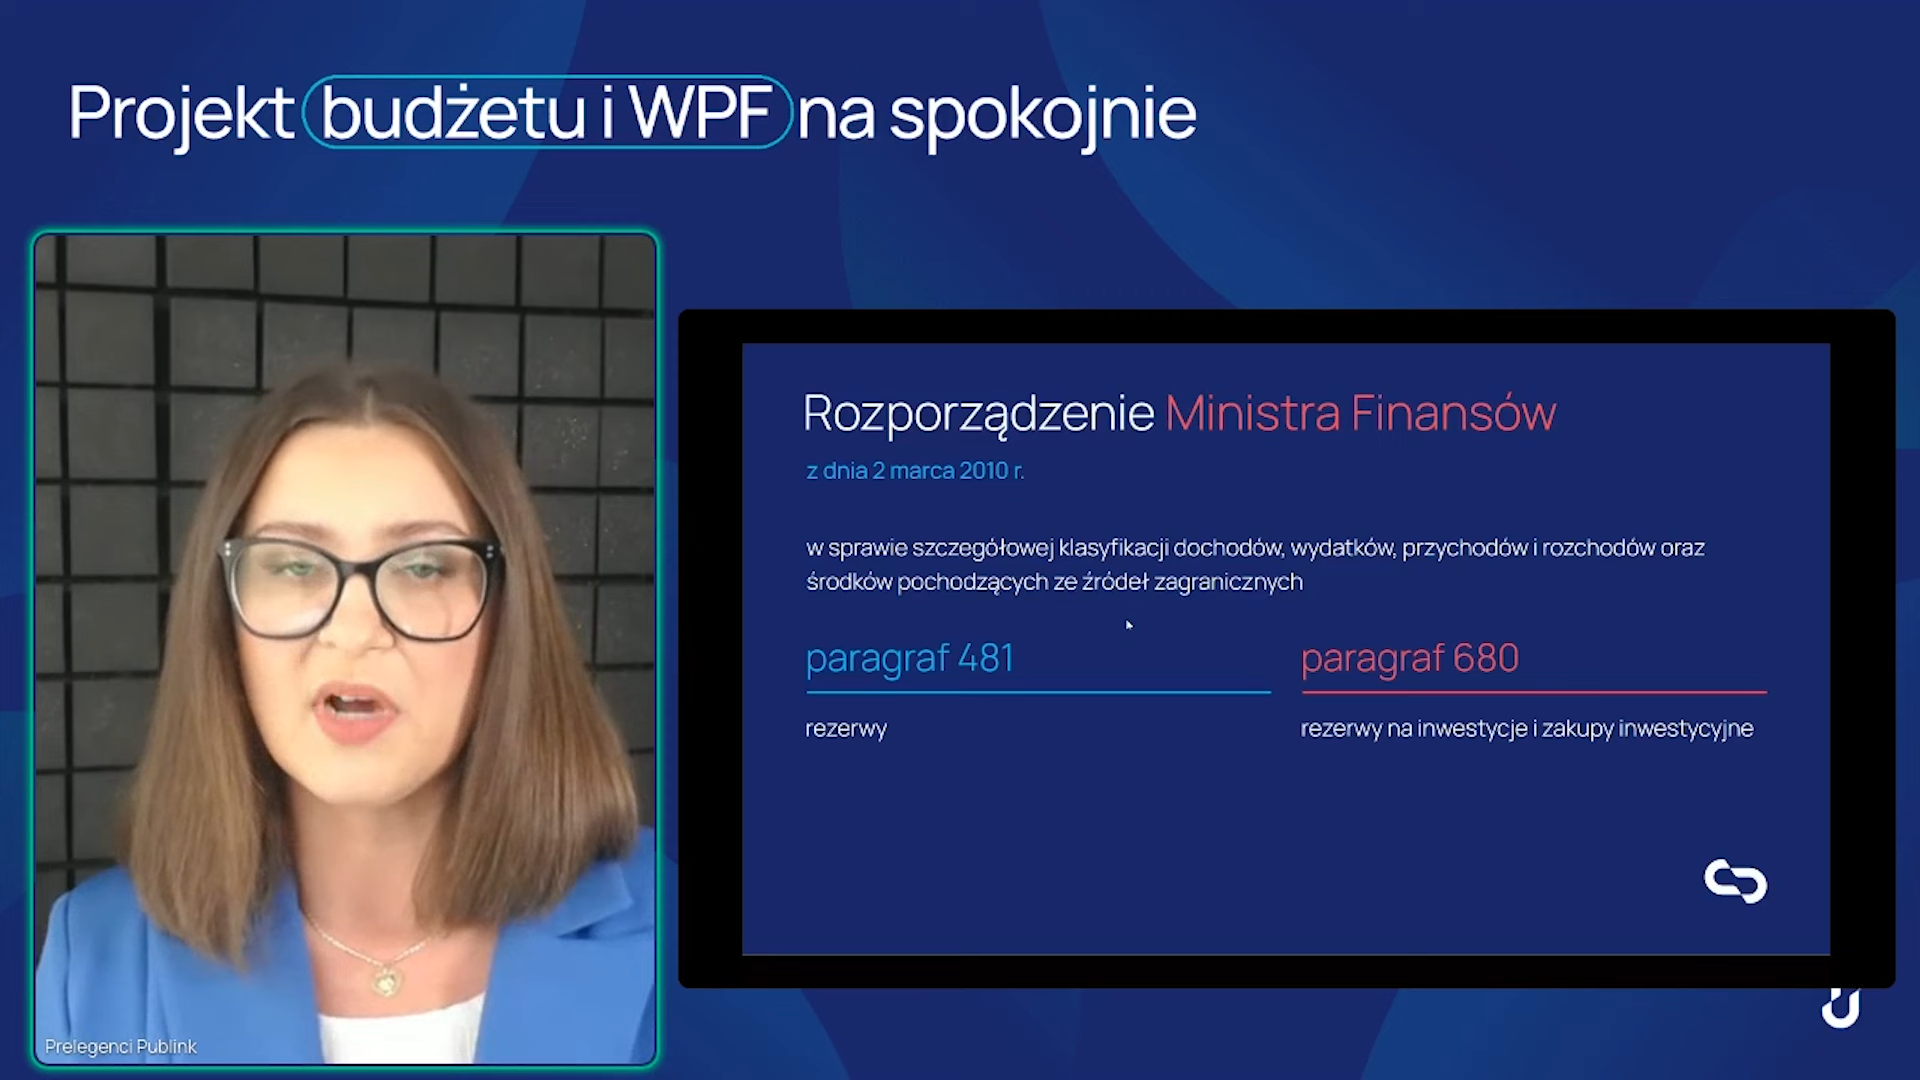 Projekt budżetu i WPF na spokojnie
Rozporządzenie Ministra Finansów
z dnia 2 marca 2010 r.
w sprawie szczegółowej klasyfikacji dochodów, wydatków, przychodów i rozchodów oraz
środków pochodzących ze źródeł zagranicznych
paragraf 481
rezerwy
paragraf 680
rezerwy na inwestycje i zakupy inwestycyjne
Prelegenci Publink